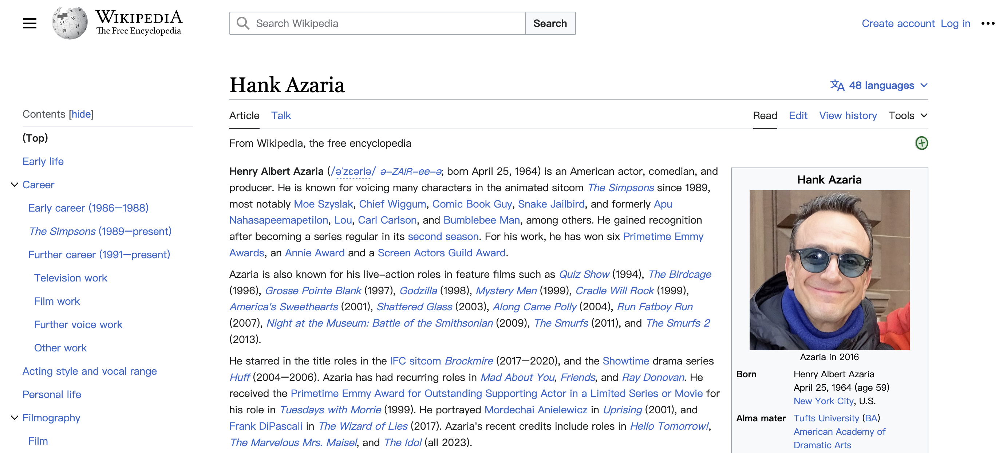 WIKIPEDIA
The Free Encyclopedia
Search Wikipedia
Search
Create account Log in
Hank Azaria
48 languages
Contents [hide]
(Top)
Early life
Career
Early career (1986–1988)
The Simpsons (1989–present)
Further career (1991–present)
Television work
Film work
Further voice work
Other work
Acting style and vocal range
Personal life
Filmography
Film
Article Talk
Read Edit View history Tools
From Wikipedia, the free encyclopedia
Henry Albert Azaria (/əˈzɛəriə/ ə-ZAIR-ee-ə; born April 25, 1964) is an American actor, comedian, and
producer. He is known for voicing many characters in the animated sitcom The Simpsons since 1989,
most notably Moe Szyslak, Chief Wiggum, Comic Book Guy, Snake Jailbird, and formerly Apu
Nahasapeemapetilon, Lou, Carl Carlson, and Bumblebee Man, among others. He gained recognition
after becoming a series regular in its second season. For his work, he has won six Primetime Emmy
Awards, an Annie Award and a Screen Actors Guild Award.
Azaria is also known for his live-action roles in feature films such as Quiz Show (1994), The Birdcage
(1996), Grosse Pointe Blank (1997), Godzilla (1998), Mystery Men (1999), Cradle Will Rock (1999),
America's Sweethearts (2001), Shattered Glass (2003), Along Came Polly (2004), Run Fatboy Run
(2007), Night at the Museum: Battle of the Smithsonian (2009), The Smurfs (2011), and The Smurfs 2
(2013).
He starred in the title roles in the IFC sitcom Brockmire (2017–2020), and the Showtime drama series
Huff (2004–2006). Azaria has had recurring roles in Mad About You, Friends, and Ray Donovan. He
received the Primetime Emmy Award for Outstanding Supporting Actor in a Limited Series or Movie for
his role in Tuesdays with Morrie (1999). He portrayed Mordechai Anielewicz in Uprising (2001), and
Frank DiPascali in The Wizard of Lies (2017). Azaria's recent credits include roles in Hello Tomorrow!,
The Marvelous Mrs. Maisel, and The Idol (all 2023).
Hank Azaria
Azaria in 2016
Born Henry Albert Azaria
April 25, 1964 (age 59)
New York City, U.S.
Alma mater Tufts University (BA)
American Academy of
Dramatic Arts